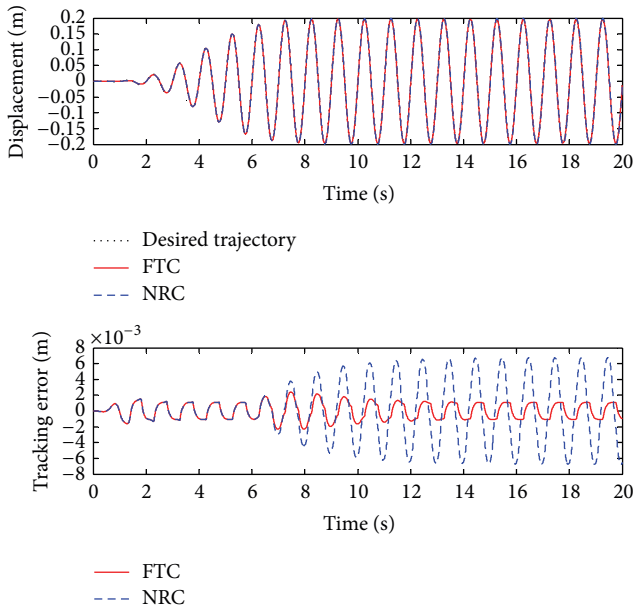 0.2
0.15
0.1
0.05
0
−0.05
−0.1
−0.15
−0.2
Displacement (m)
0 2 4 6 8 10 12 14 16 18 20
Time (s)
Desired trajectory
FTC
NRC
×10−3
8
6
4
2
0
−2
−4
−6
−8
Tracking error (m)
0 2 4 6 8 10 12 14 16 18 20
Time (s)
FTC
NRC